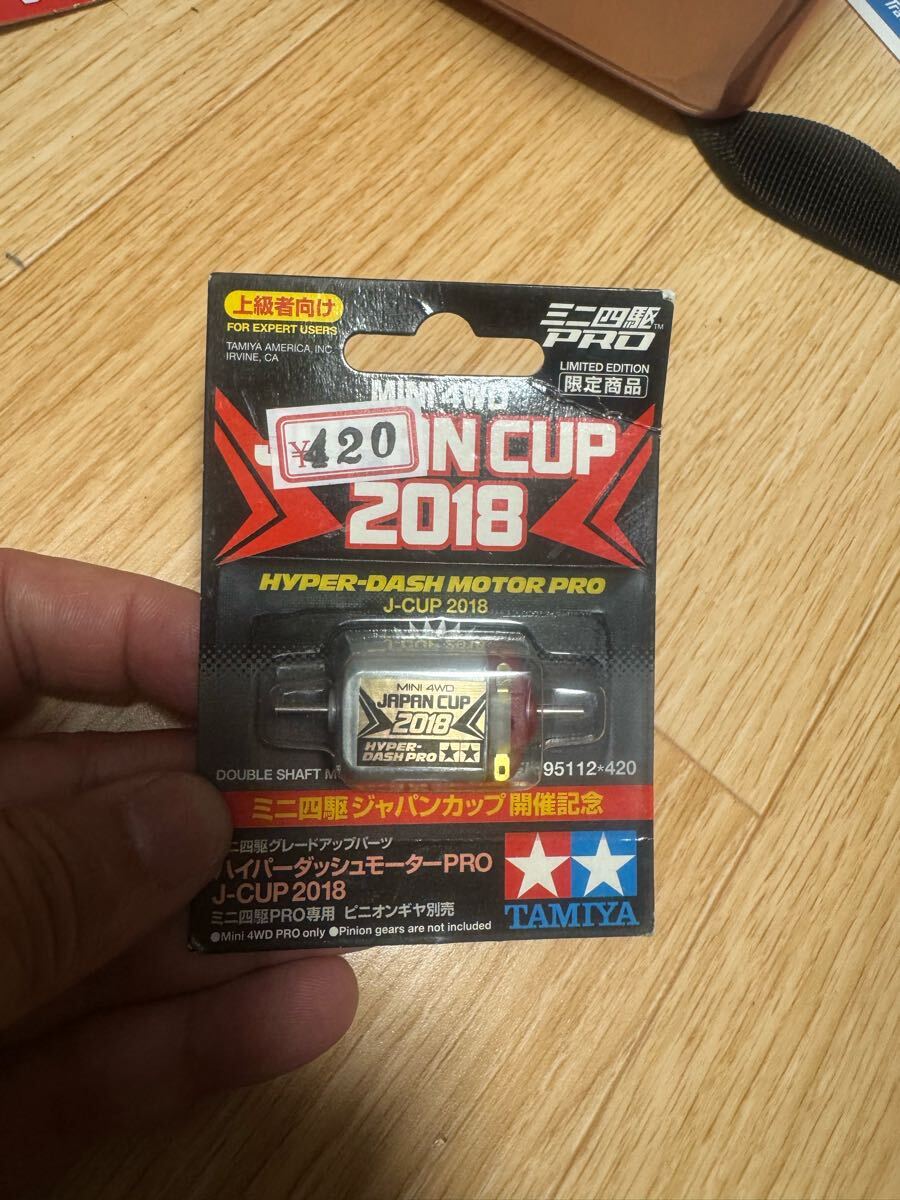 上級者向け
FOR EXPERT USERS
TAMIYA AMERICA, INC.
IRVINE, CA
ミニ四駆™
PRO
LIMITED EDITION
限定商品
MINI 4WD
¥420
CUP
2018
HYPER-DASH MOTOR PRO
J-CUP 2018
MINI 4WD
JAPAN CUP
2018
HYPER-
DASH PRO
DOUBLE SHAFT
95112*420
ミニ四駆ジャパンカップ開催記念
ミニ四駆グレードアップパーツ
ハイパーダッシュモーターPRO
J-CUP 2018
ミニ四駆PRO専用 ピニオンギヤ別売
●Mini 4WD PRO only ●Pinion gears are not included
TAMIYA